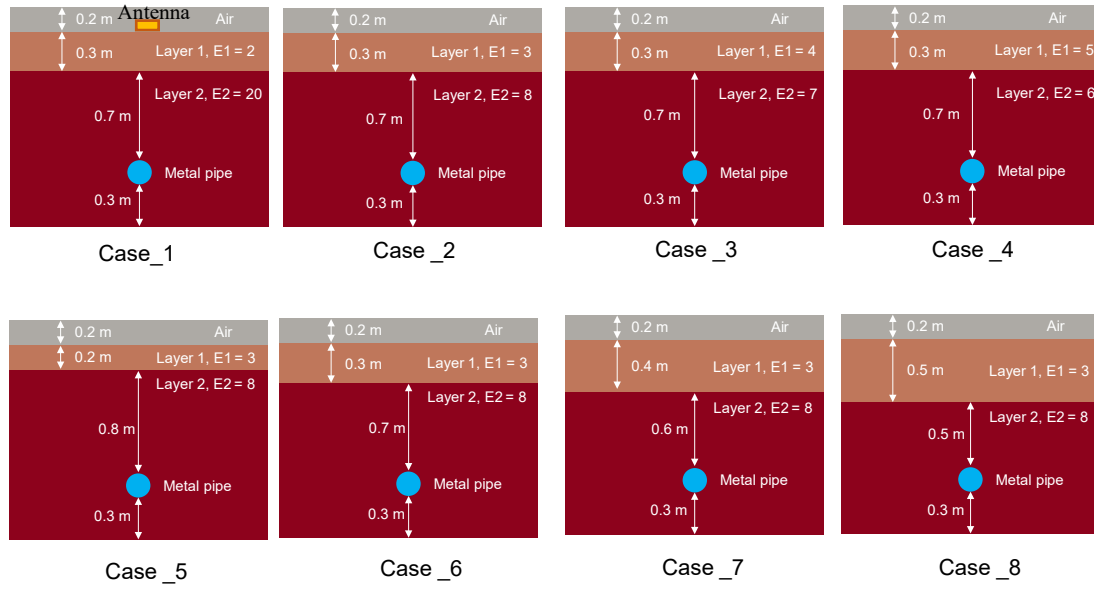 Antenna
0.2 m Air
0.3 m Layer 1, E1 = 2
Layer 2, E2 = 20
0.7 m
Metal pipe
0.3 m
Case_1
0.2 m Air
0.3 m Layer 1, E1 = 3
Layer 2, E2 = 8
0.7 m
Metal pipe
0.3 m
Case _2
0.2 m Air
0.3 m Layer 1, E1 = 4
Layer 2, E2 = 7
0.7 m
Metal pipe
0.3 m
Case _3
0.2 m Air
0.3 m Layer 1, E1 = 5
Layer 2, E2 = 6
0.7 m
Metal pipe
0.3 m
Case _4
0.2 m Air
0.2 m Layer 1, E1 = 3
Layer 2, E2 = 8
0.8 m
Metal pipe
0.3 m
Case _5
0.2 m Air
0.3 m Layer 1, E1 = 3
Layer 2, E2 = 8
0.7 m
Metal pipe
0.3 m
Case _6
0.2 m Air
0.4 m Layer 1, E1 = 3
Layer 2, E2 = 8
0.6 m
Metal pipe
0.3 m
Case _7
0.2 m Air
0.5 m Layer 1, E1 = 3
Layer 2, E2 = 8
0.5 m
Metal pipe
0.3 m
Case _8